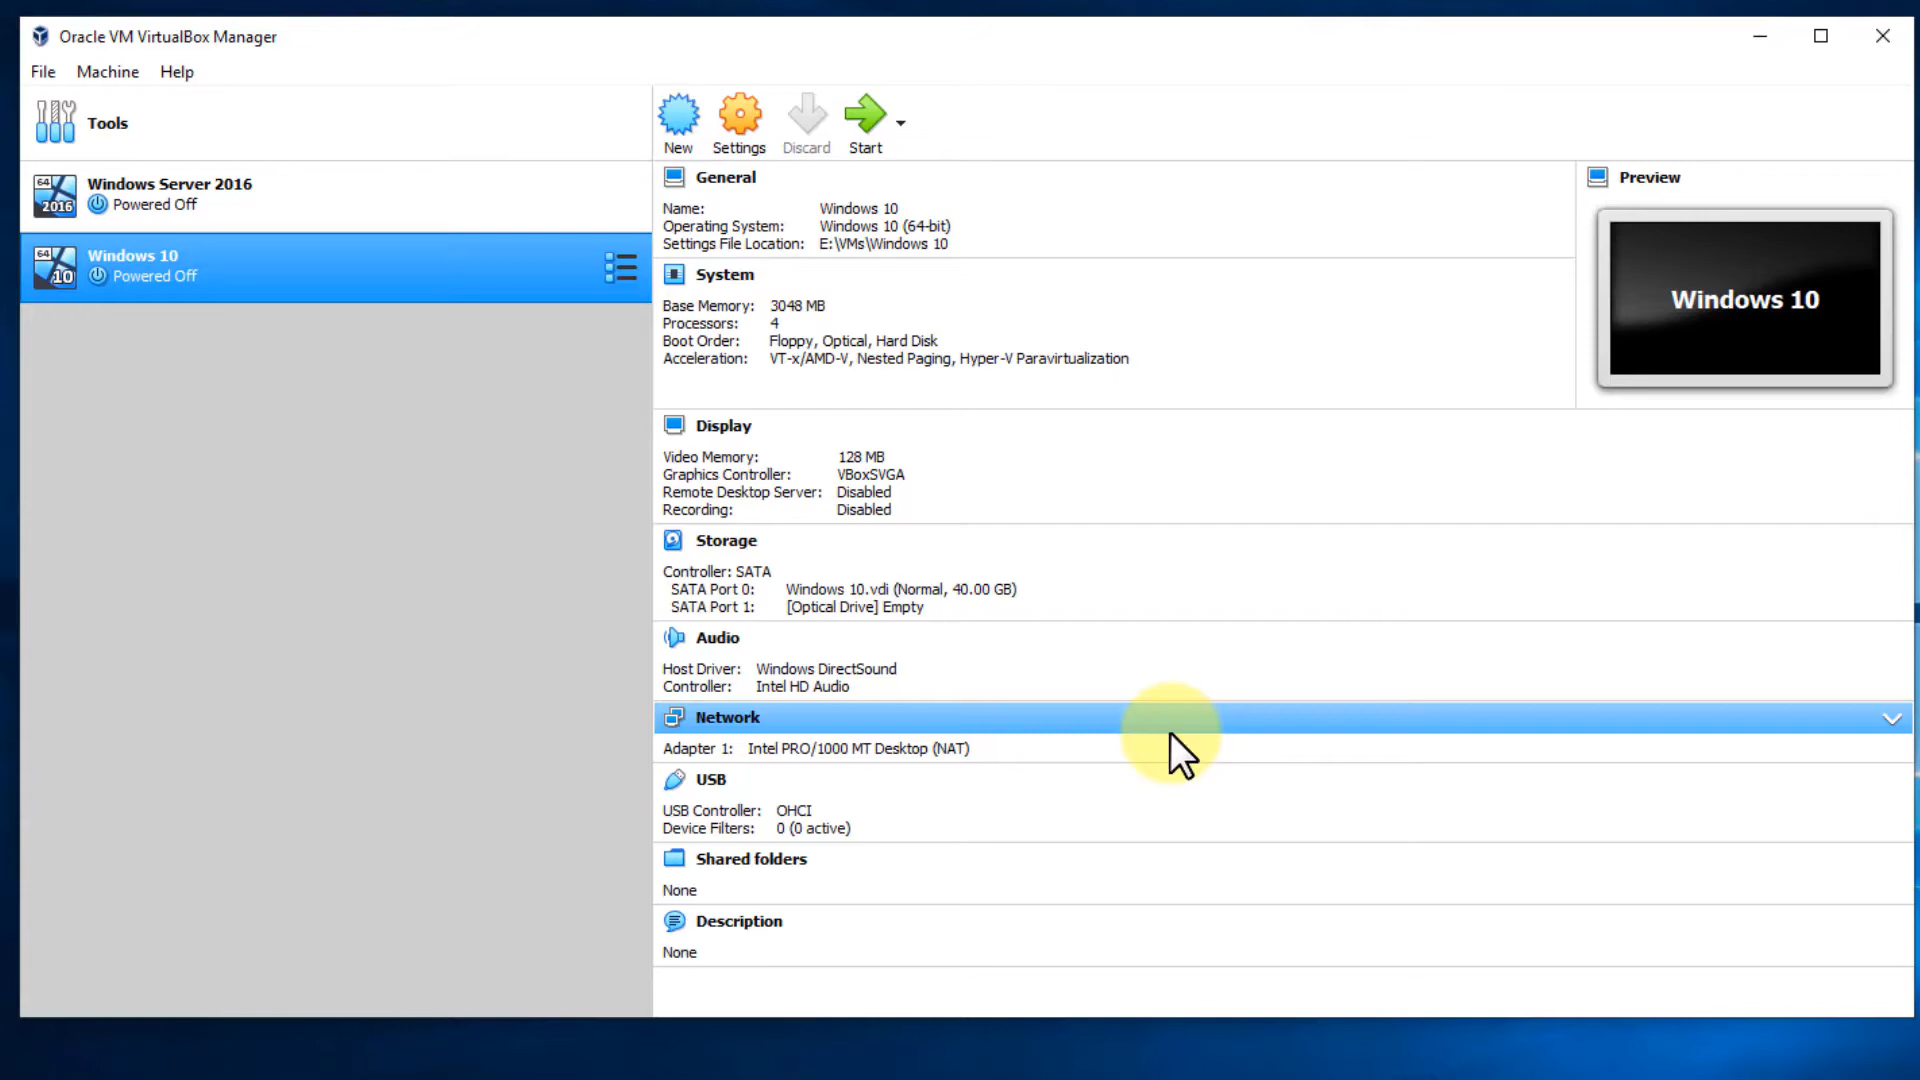 Oracle VM VirtualBox Manager
File Machine Help
Tools
New Settings Discard Start
64 2016 Windows Server 2016
Powered Off
64 10 Windows 10
Powered Off
General
Name: Windows 10
Operating System: Windows 10 (64-bit)
Settings File Location: E:\VMs\Windows 10
Preview
Windows 10
System
Base Memory: 3048 MB
Processors: 4
Boot Order: Floppy, Optical, Hard Disk
Acceleration: VT-x/AMD-V, Nested Paging, Hyper-V Paravirtualization
Display
Video Memory: 128 MB
Graphics Controller: VBoxSVGA
Remote Desktop Server: Disabled
Recording: Disabled
Storage
Controller: SATA
SATA Port 0: Windows 10.vdi (Normal, 40.00 GB)
SATA Port 1: [Optical Drive] Empty
Audio
Host Driver: Windows DirectSound
Controller: Intel HD Audio
Network
Adapter 1: Intel PRO/1000 MT Desktop (NAT)
USB
USB Controller: OHCI
Device Filters: 0 (0 active)
Shared folders
None
Description
None